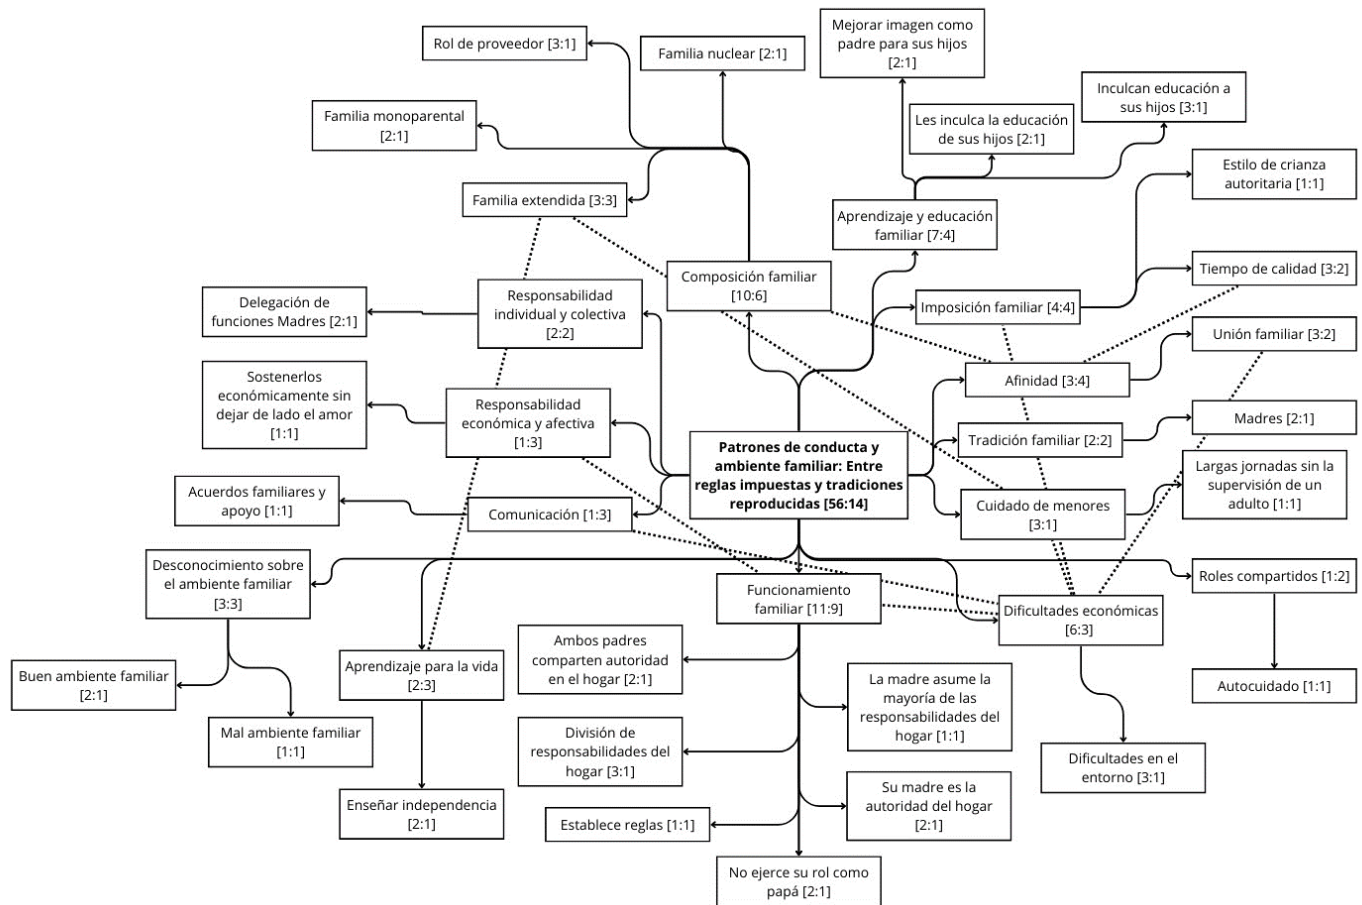 Mejorar imagen como
padre para sus hijos
[2:1]
Rol de proveedor [3:1]
Familia nuclear [2:1]
Inculcan educación a
sus hijos [3:1]
Familia monoparental
[2:1]
Les inculca la educación
de sus hijos [2:1]
Estilo de crianza
autoritaria [1:1]
Familia extendida [3:3]
Aprendizaje y educación
familiar [7:4]
Composición familiar
[10:6]
Tiempo de calidad [3:2]
Delegación de
funciones Madres [2:1]
Responsabilidad
individual y colectiva
[2:2]
Imposición familiar [4:4]
Unión familiar [3:2]
Sostenerlos
económicamente sin
dejar de lado el amor
[1:1]
Responsabilidad
económica y afectiva
[1:3]
Afinidad [3:4]
Madres [2:1]
Patrones de conducta y
ambiente familiar: Entre
reglas impuestas y tradiciones
reproducidas [56:14]
Tradición familiar [2:2]
Largas jornadas sin la
supervisión de un
adulto [1:1]
Acuerdos familiares y
apoyo [1:1]
Comunicación [1:3]
Cuidado de menores
[3:1]
Desconocimiento sobre
el ambiente familiar
[3:3]
Funcionamiento
familiar [11:9]
Roles compartidos [1:2]
Dificultades económicas
[6:3]
Buen ambiente familiar
[2:1]
Aprendizaje para la vida
[2:3]
Ambos padres
comparten autoridad
en el hogar [2:1]
La madre asume la
mayoría de las
responsabilidades del
hogar [1:1]
Autocuidado [1:1]
Mal ambiente familiar
[1:1]
División de
responsabilidades del
hogar [3:1]
Dificultades en el
entorno [3:1]
Enseñar independencia
[2:1]
Establece reglas [1:1]
Su madre es la
autoridad del hogar
[2:1]
No ejerce su rol como
papá [2:1]